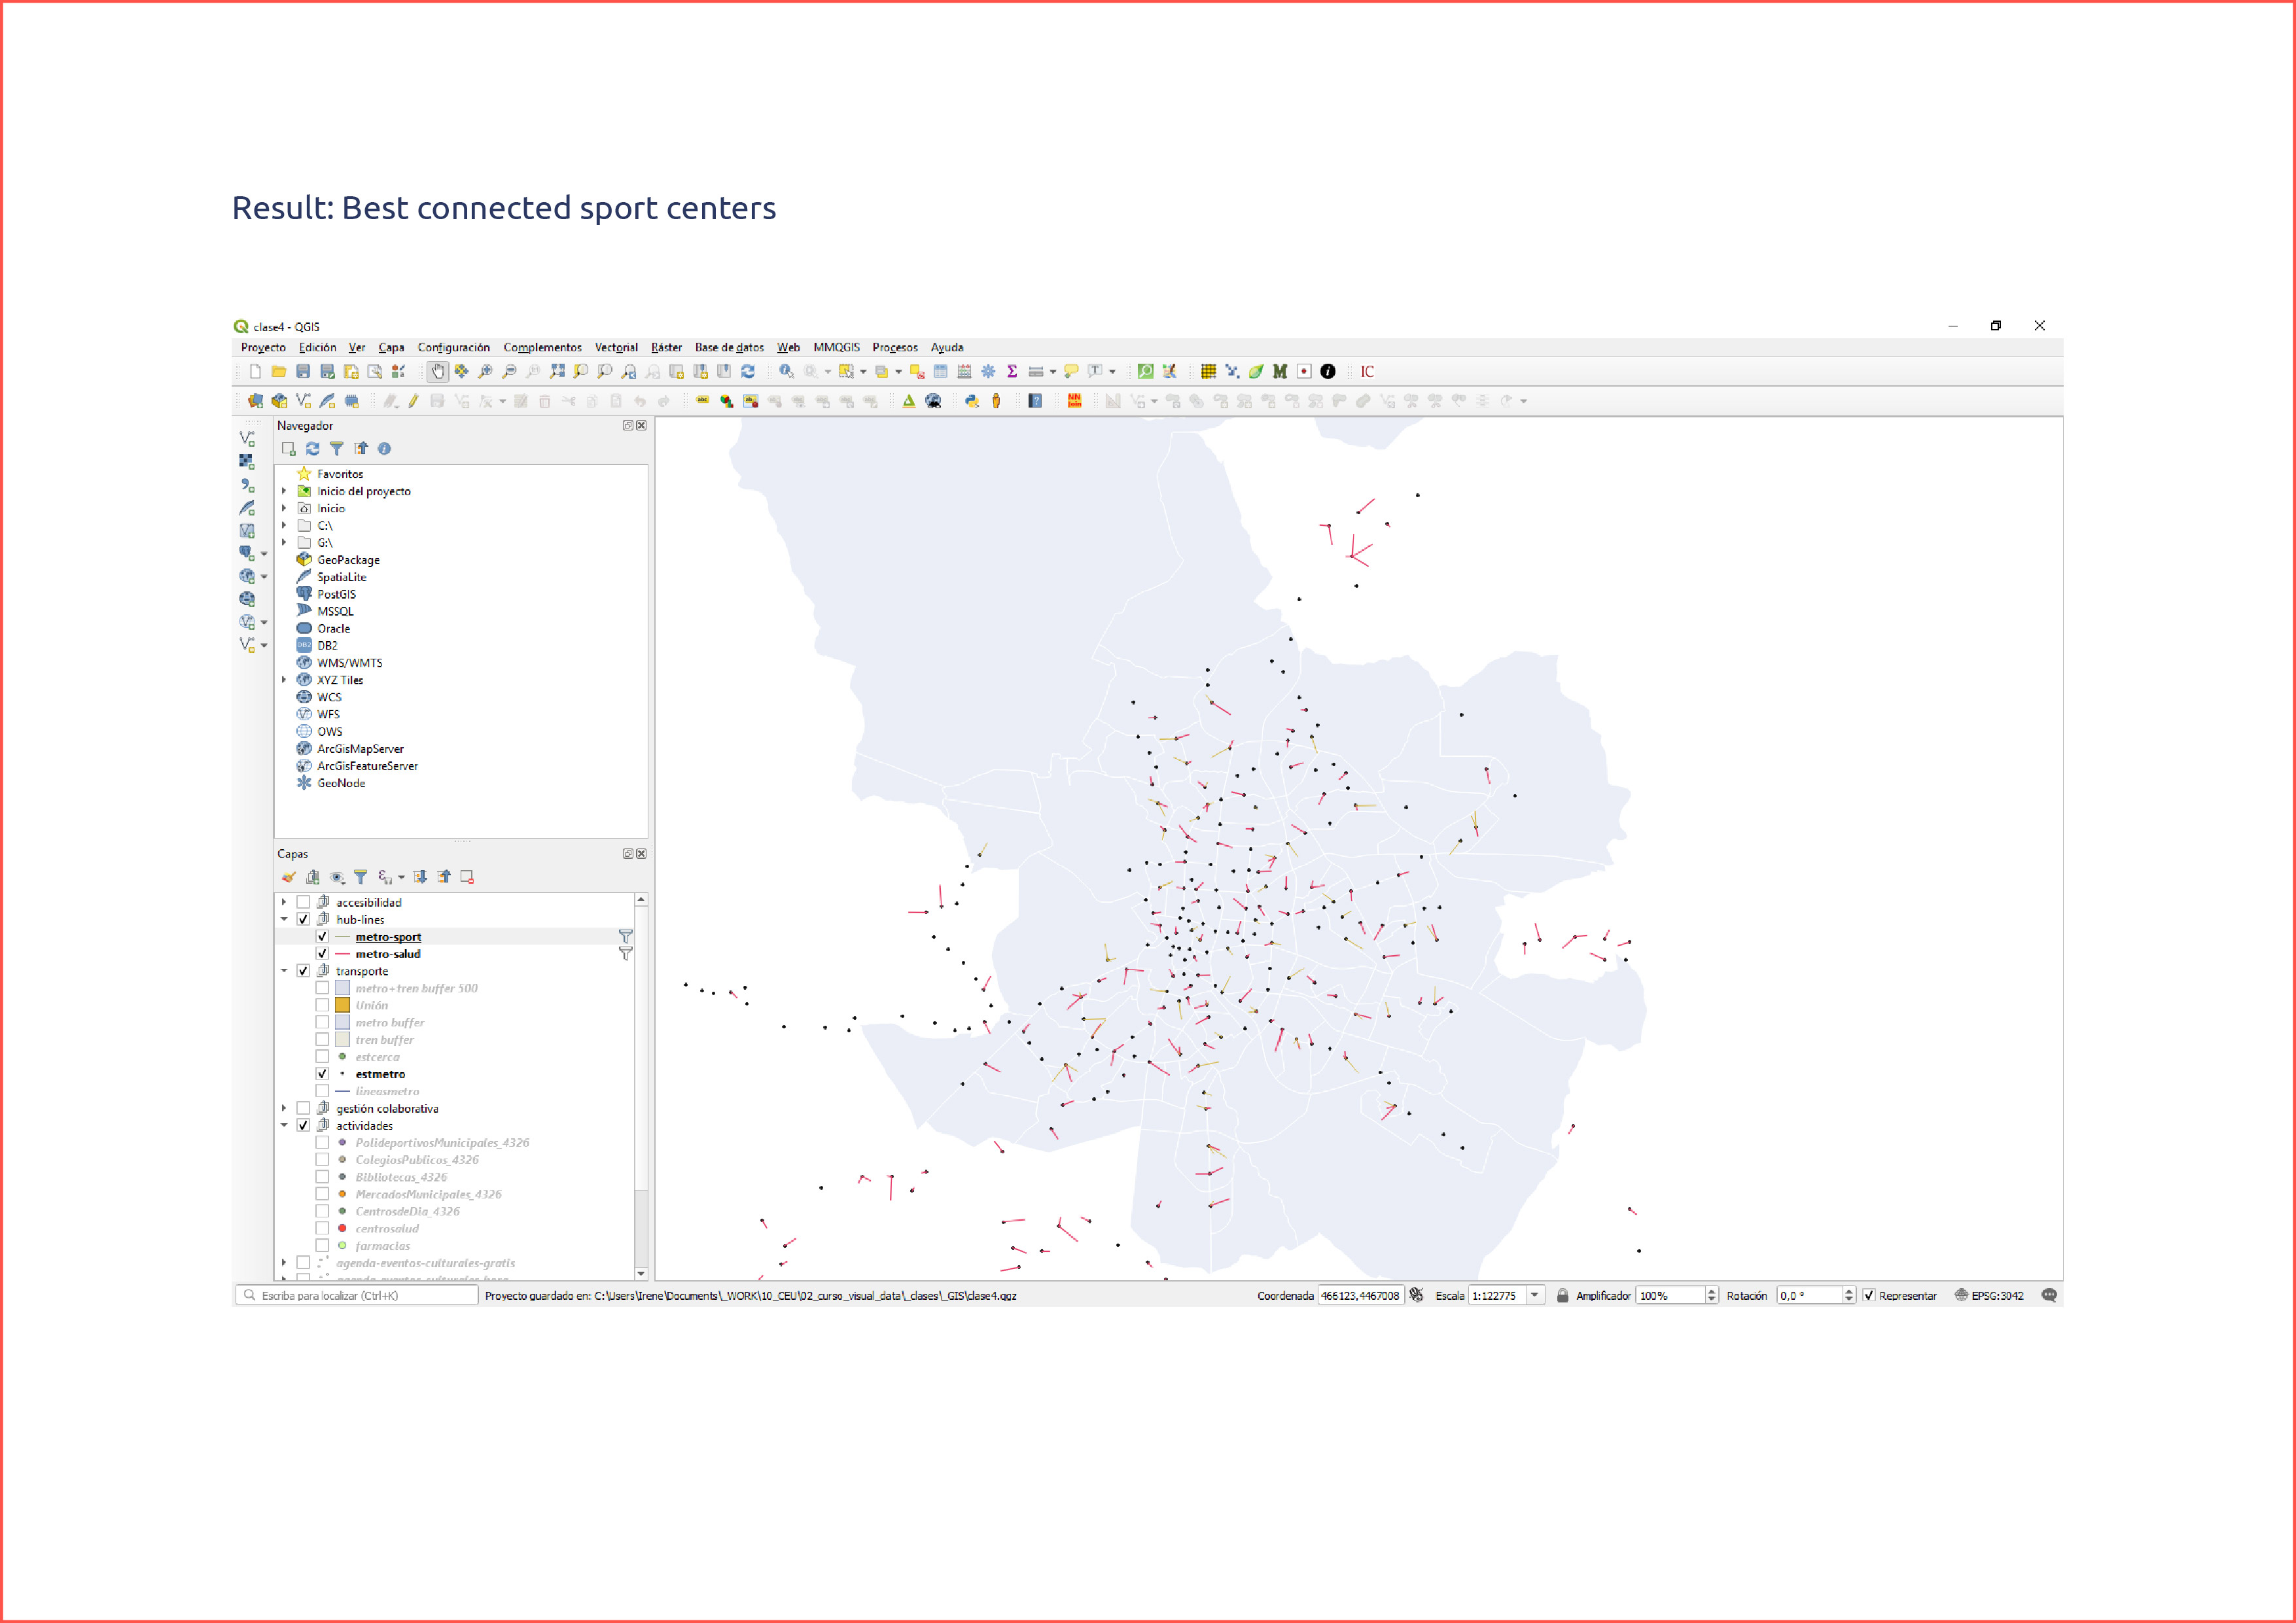 Result: Best connected sport centers
clase4 - QGIS
Proyecto Edición Ver Capa Configuración Complementos Vectorial Ráster Base de datos Web MMQGIS Procesos Ayuda
IC
Navegador
Favoritos
Inicio del proyecto
Inicio
C:\
G:\
GeoPackage
SpatiaLite
PostGIS
MSSQL
Oracle
DB2
WMS/WMTS
XYZ Tiles
WCS
WFS
OWS
ArcGisMapServer
ArcGisFeatureServer
GeoNode
Capas
accesibilidad
hub-lines
metro-sport
metro-salud
transporte
metro+tren buffer 500
Unión
metro buffer
tren buffer
estcerca
estmetro
lineasmetro
gestión colaborativa
actividades
PolideportivosMunicipales_4326
ColegiosPublicos_4326
Bibliotecas_4326
MercadosMunicipales_4326
CentrosdeDia_4326
centrosalud
farmacias
agenda-eventos-culturales-gratis
Escriba para localizar (Ctrl+K) Proyecto guardado en: C:\Users\Irene\Documents\_WORK\10_CEU\02_curso_visual_data\_clases\_GIS\clase4.qgz Coordenada 466123,4467008 Escala 1:122775 Amplificador 100% Rotación 0,0 ° Representar EPSG:3042